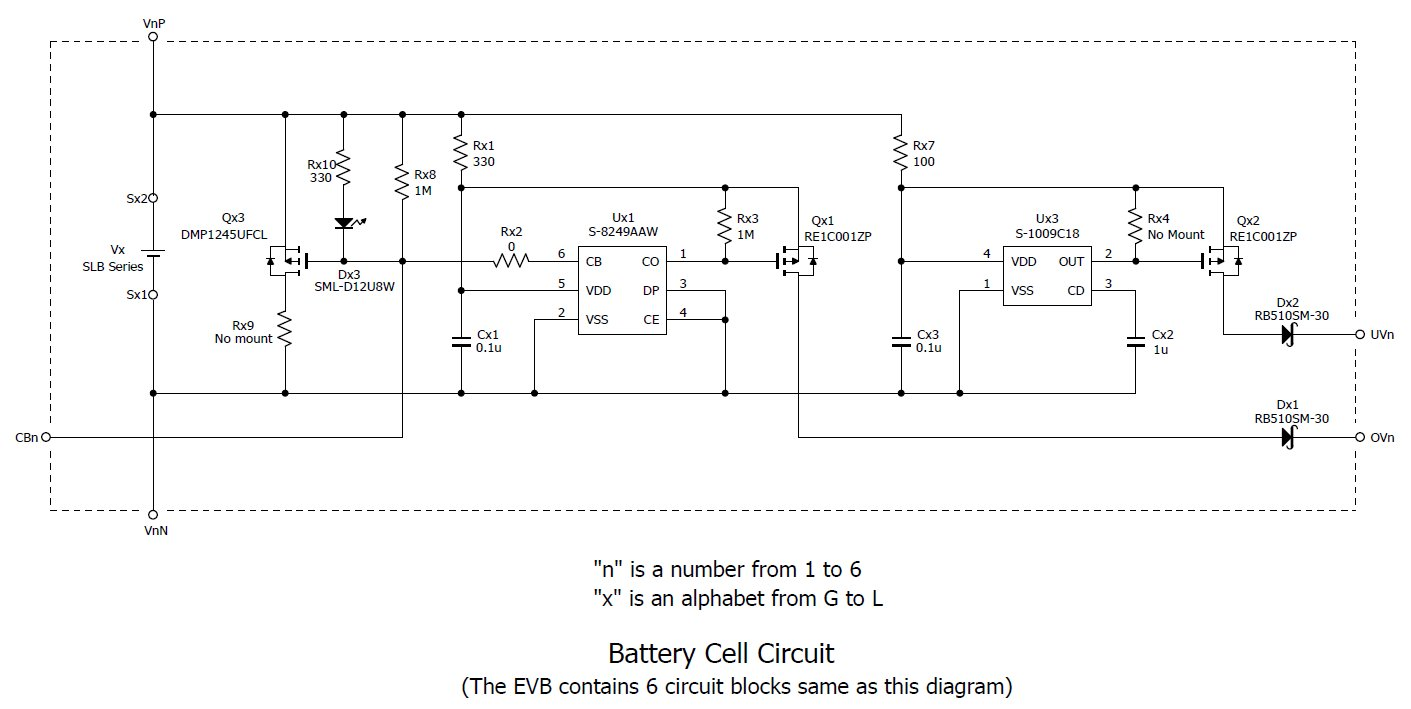 VnP
Rx10
330
Rx8
1M
Rx1
330
Rx7
100
Sx2
Qx3
DMP1245UFCL
Vx
SLB Series
Sx1
Dx3
SML-D12U8W
Rx9
No mount
Rx2
0
Ux1
S-8249AAW
6 CB CO 1
5 VDD DP 3
2 VSS CE 4
Rx3
1M
Qx1
RE1C001ZP
Cx1
0.1u
Ux3
S-1009C18
4 VDD OUT 2
1 VSS CD 3
Rx4
No Mount
Qx2
RE1C001ZP
Cx3
0.1u
Cx2
1u
Dx2
RB510SM-30
UVn
Dx1
RB510SM-30
OVn
CBn
VnN
"n" is a number from 1 to 6
"x" is an alphabet from G to L
Battery Cell Circuit
(The EVB contains 6 circuit blocks same as this diagram)